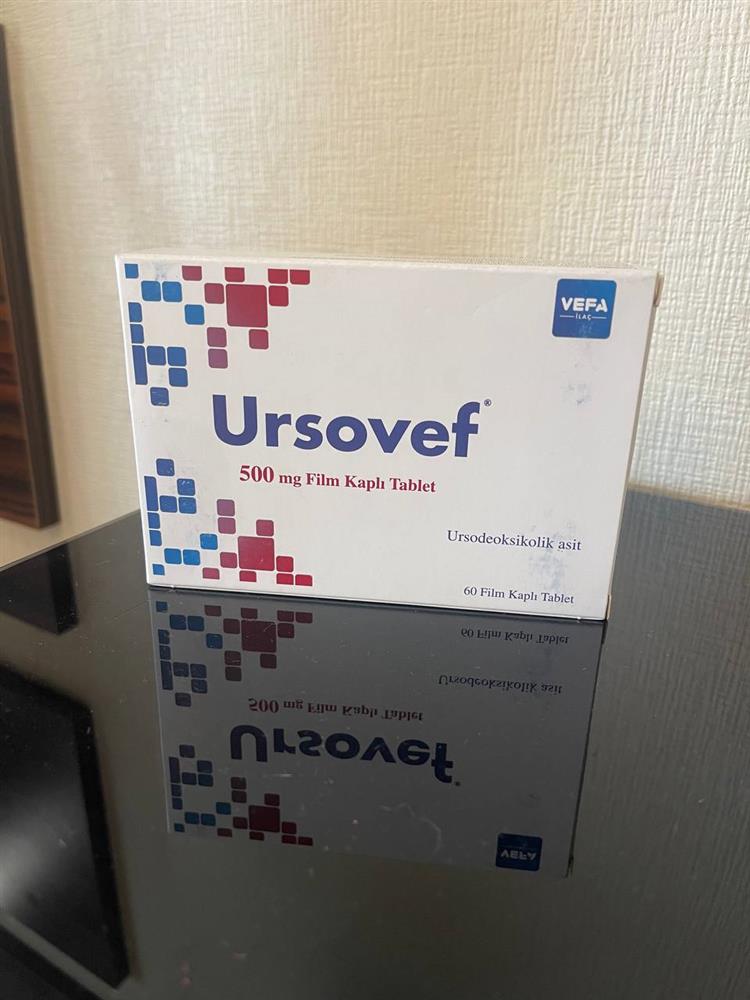 VEFA
İLAÇ
Ursovef®
500 mg Film Kaplı Tablet
Ursodeoksikolik asit
60 Film Kaplı Tablet